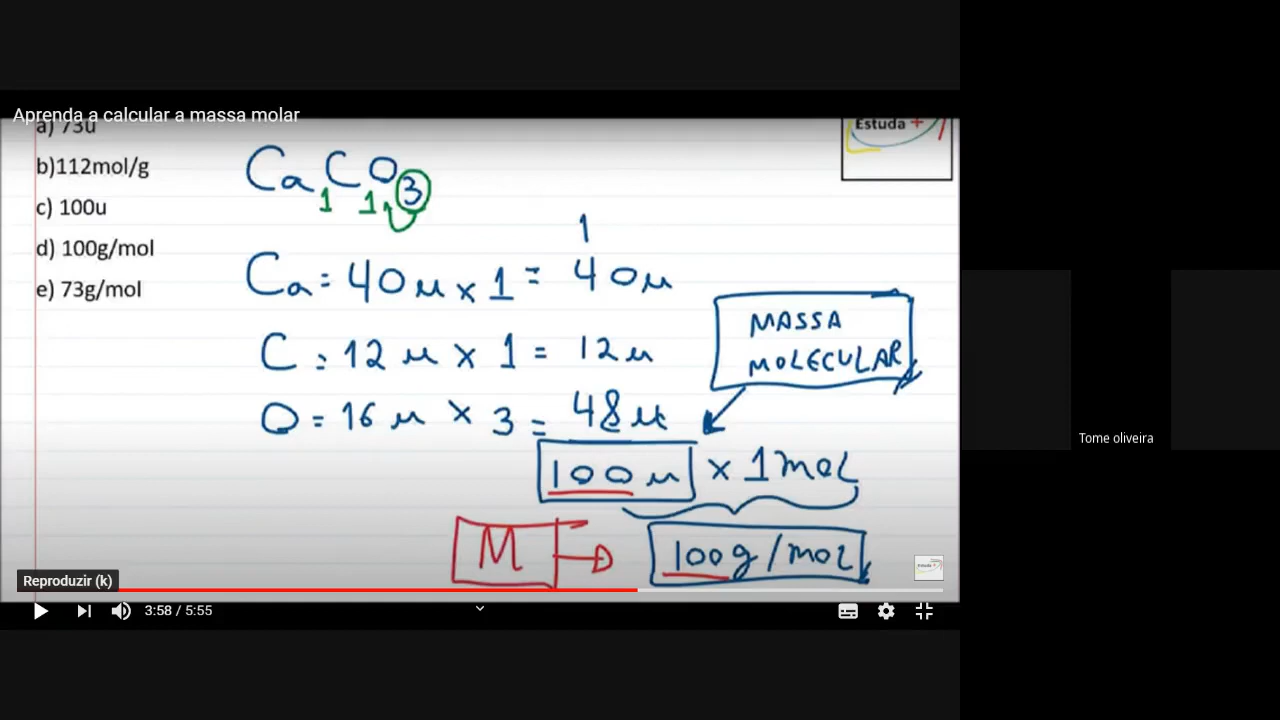 Aprenda a calcular a massa molar
a) 73u
b)112mol/g
c) 100u
d) 100g/mol
e) 73g/mol
Estuda +
CaCO3
1 1
1
Ca = 40u x 1 = 40u
C = 12u x 1 = 12u
O = 16u x 3 = 48u
MASSA
MOLECULAR
100u x 1mol
M
100g/mol
Reproduzir (k)
3:58 / 5:55
Tome oliveira